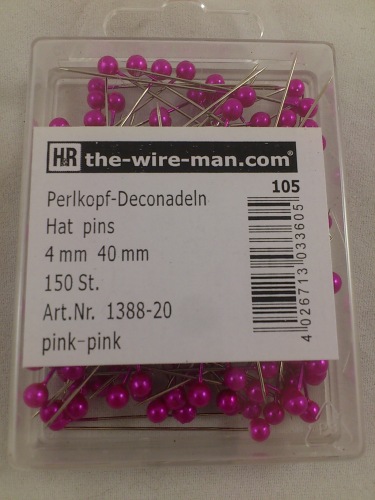 H&R the-wire-man.com®
105
Perlkopf-Deconadeln
Hat pins
4 mm 40 mm
150 St.
Art.Nr. 1388-20
pink-pink
4 026713 033605